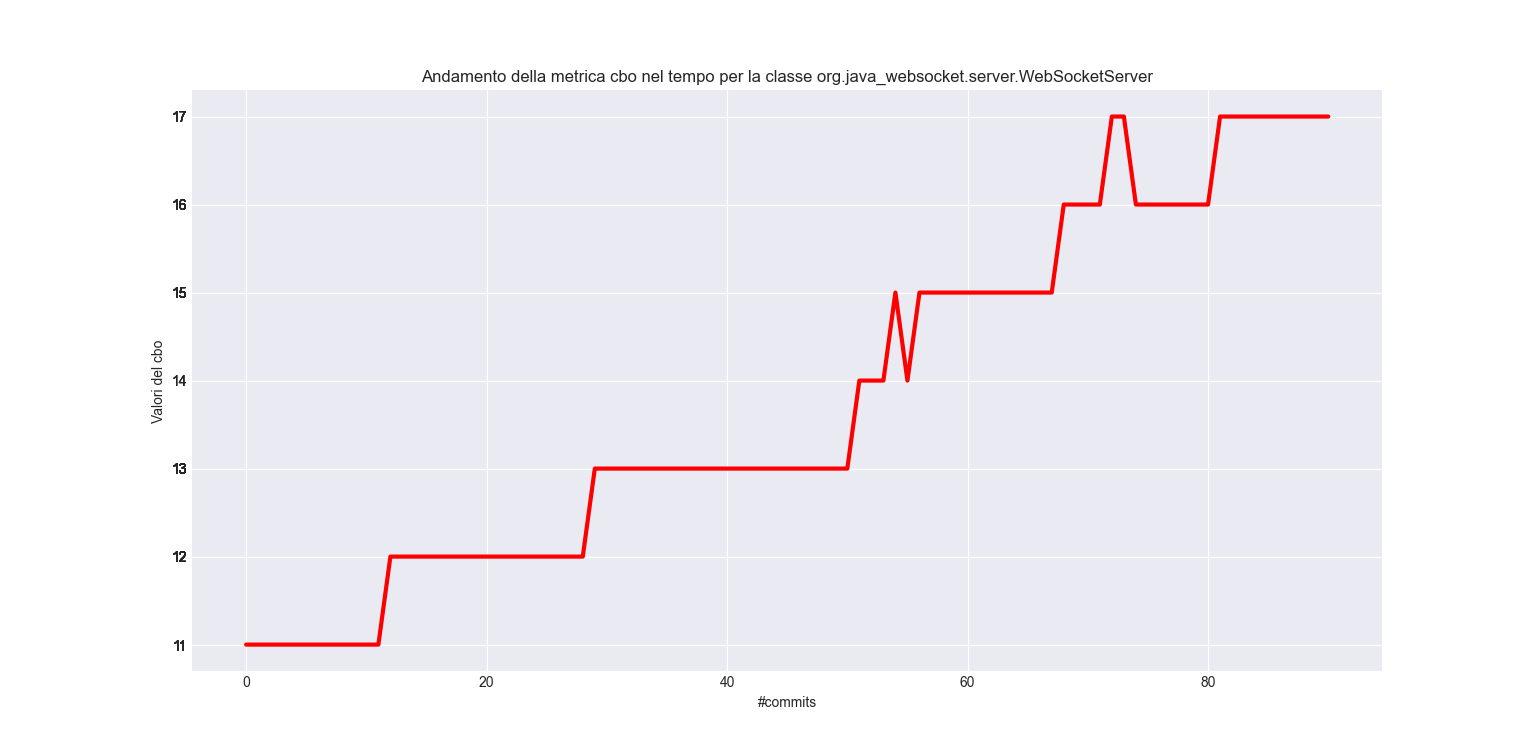 Andamento della metrica cbo nel tempo per la classe org.java_websocket.server.WebSocketServer
17
16
15
14
13
12
11
Valori del cbo
0 20 40 60 80
#commits